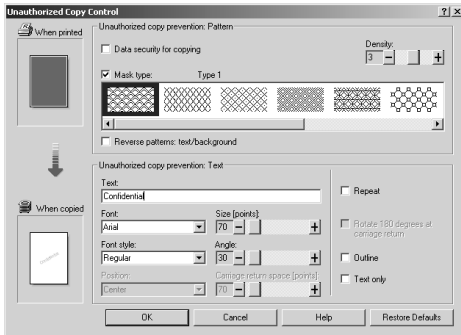 Unauthorized Copy Control
When printed
Unauthorized copy prevention: Pattern
Data security for copying
Density:
3
Mask type: Type 1
Reverse patterns: text/background
Unauthorized copy prevention: Text
Text:
Confidential
Repeat
When copied
Font: Size [points]:
Arial 70
Rotate 180 degrees at
carriage return
Font style: Angle:
Regular 30
Outline
Position: Carriage return space [points]:
Center 70
Text only
OK Cancel Help Restore Defaults